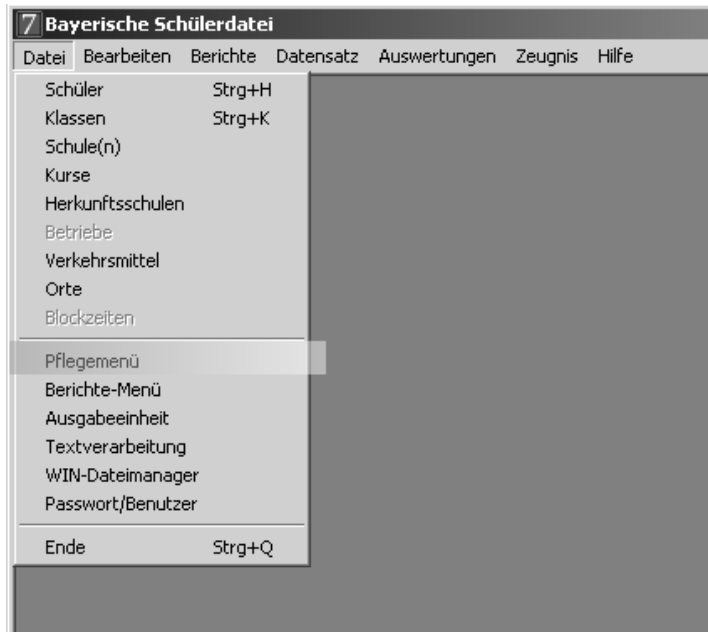 7 Bayerische Schülerdatei
Datei Bearbeiten Berichte Datensatz Auswertungen Zeugnis Hilfe
Schüler Strg+H
Klassen Strg+K
Schule(n)
Kurse
Herkunftsschulen
Betriebe
Verkehrsmittel
Orte
Blockzeiten
Pflegemenü
Berichte-Menü
Ausgabeeinheit
Textverarbeitung
WIN-Dateimanager
Passwort/Benutzer
Ende Strg+Q